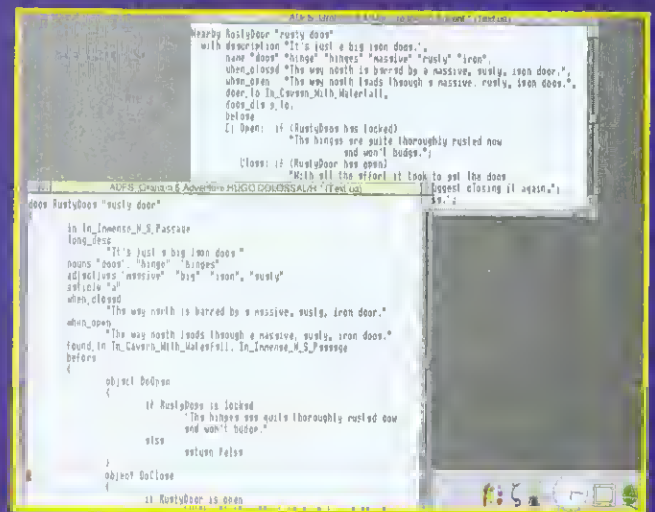 Nearby RustyDoor "rusty door"
with description "It's just a big iron door.",
name "door" "hinge" "hinges" "massive" "rusty" "iron",
when_closed "The way north is barred by a massive, rusty, iron door.",
when_open "The way north leads through a massive, rusty, iron door.",
door_to In_Cavern_With_Waterfall,
door_dir n_to,
before
[; Open: if (RustyDoor has locked)
"The hinges are quite thoroughly rusted now
and won't budge.";
Close: if (RustyDoor has open)
"With all the effort it took to get the door
suggest closing it again.";
door RustyDoor "rusty door"
in In_Immense_N_S_Passage
long_desc
"It's just a big iron door."
nouns "door", "hinge" "hinges"
adjectives "massive" "big" "iron", "rusty"
article "a"
when_closed
"The way north is barred by a massive, rusty, iron door."
when_open
"The way north leads through a massive, rusty, iron door."
found_in In_Cavern_With_Waterfall, In_Immense_N_S_Passage
before
{
object DoOpen
{
if RustyDoor is locked
"The hinges are quite thoroughly rusted now
and won't budge."
else
return false
}
object DoClose
{
if RustyDoor is open